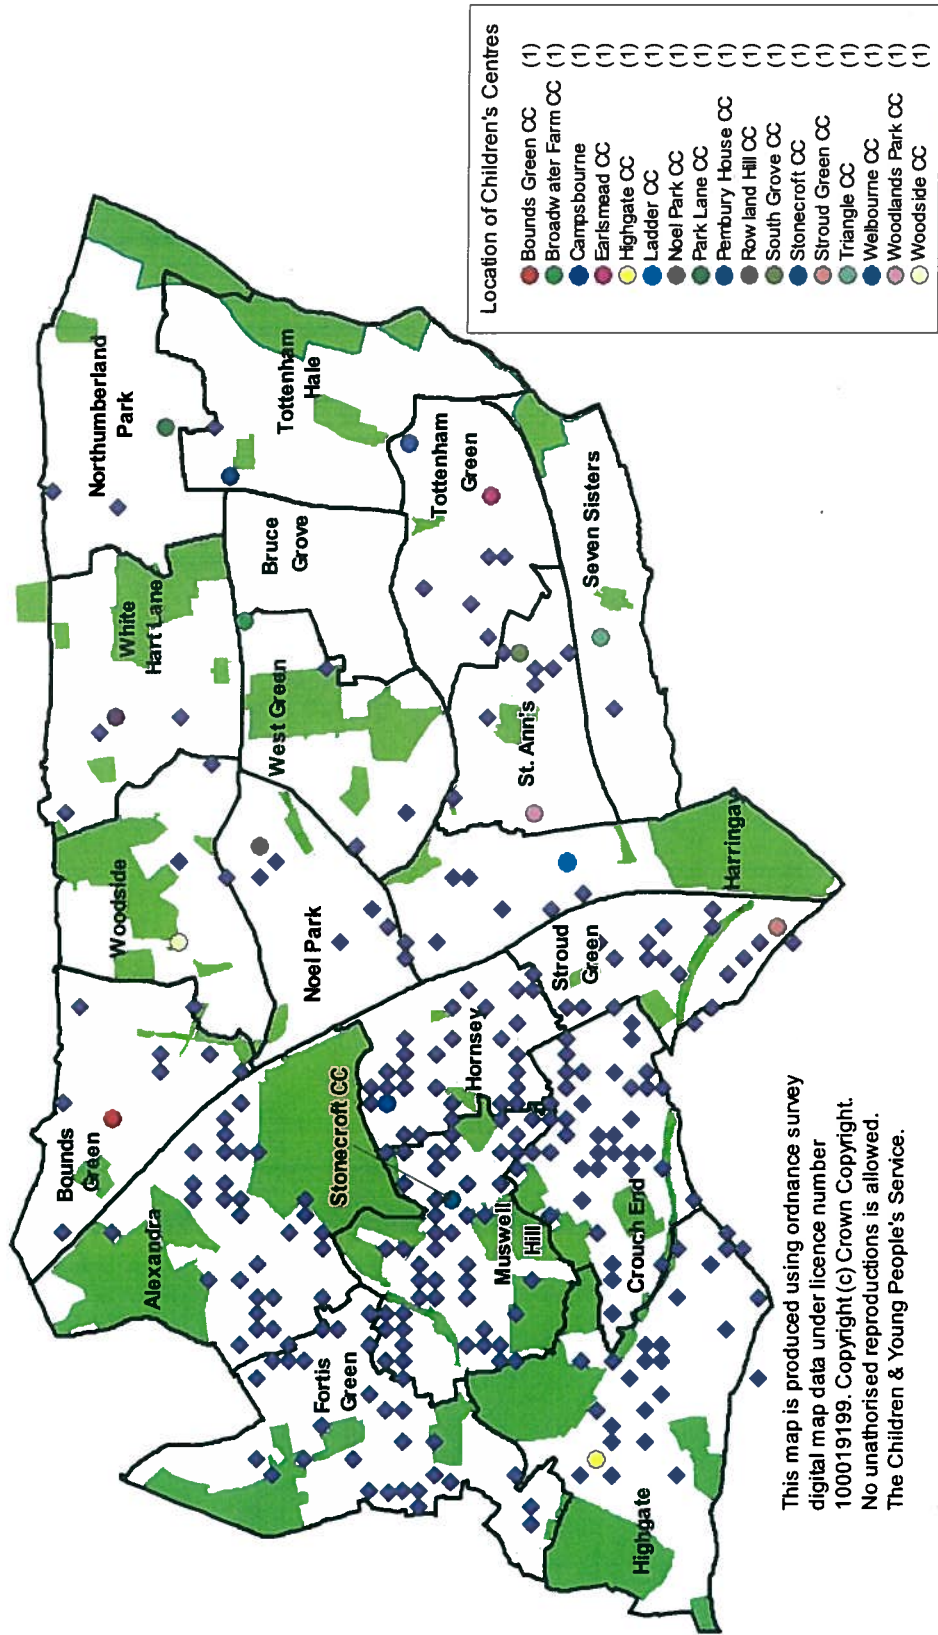 Northumberland
Park
White
Hart Lane
Tottenham
Hale
Bruce
Grove
Tottenham
Green
West Green
Woodside
Seven Sisters
St. Ann's
Noel Park
Harringay
Bounds
Green
Stroud
Green
Hornsey
Stonecroft CC
Alexandra
Muswell
Hill
Crouch End
Fortis
Green
Highgate
Location of Children's Centres
Bounds Green CC (1)
Broadwater Farm CC (1)
Campsbourne (1)
Earlsmead CC (1)
Highgate CC (1)
Ladder CC (1)
Noel Park CC (1)
Park Lane CC (1)
Pembury House CC (1)
Rowland Hill CC (1)
South Grove CC (1)
Stonecroft CC (1)
Stroud Green CC (1)
Triangle CC (1)
Welbourne CC (1)
Woodlands Park CC (1)
Woodside CC (1)
This map is produced using ordnance survey
digital map data under licence number
100019199. Copyright (c) Crown Copyright.
No unathorised reproductions is allowed.
The Children & Young People's Service.